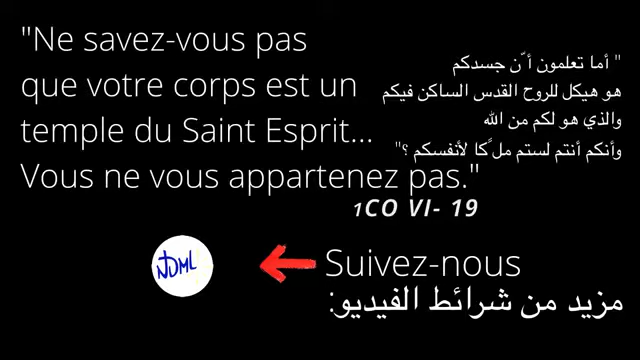 "Ne savez-vous pas
que votre corps est un
temple du Saint Esprit...
Vous ne vous appartenez pas."
" أما تعلمون أّن جسدكم
هو هيكل للروح القدس الساكن فيكم
والذي هو لكم من الله
وأنكم أنتم لستم ملًكا لأنفسكم ؟"
1CO VI- 19
NDML
Suivez-nous
مزيد من شرائط الفيديو: